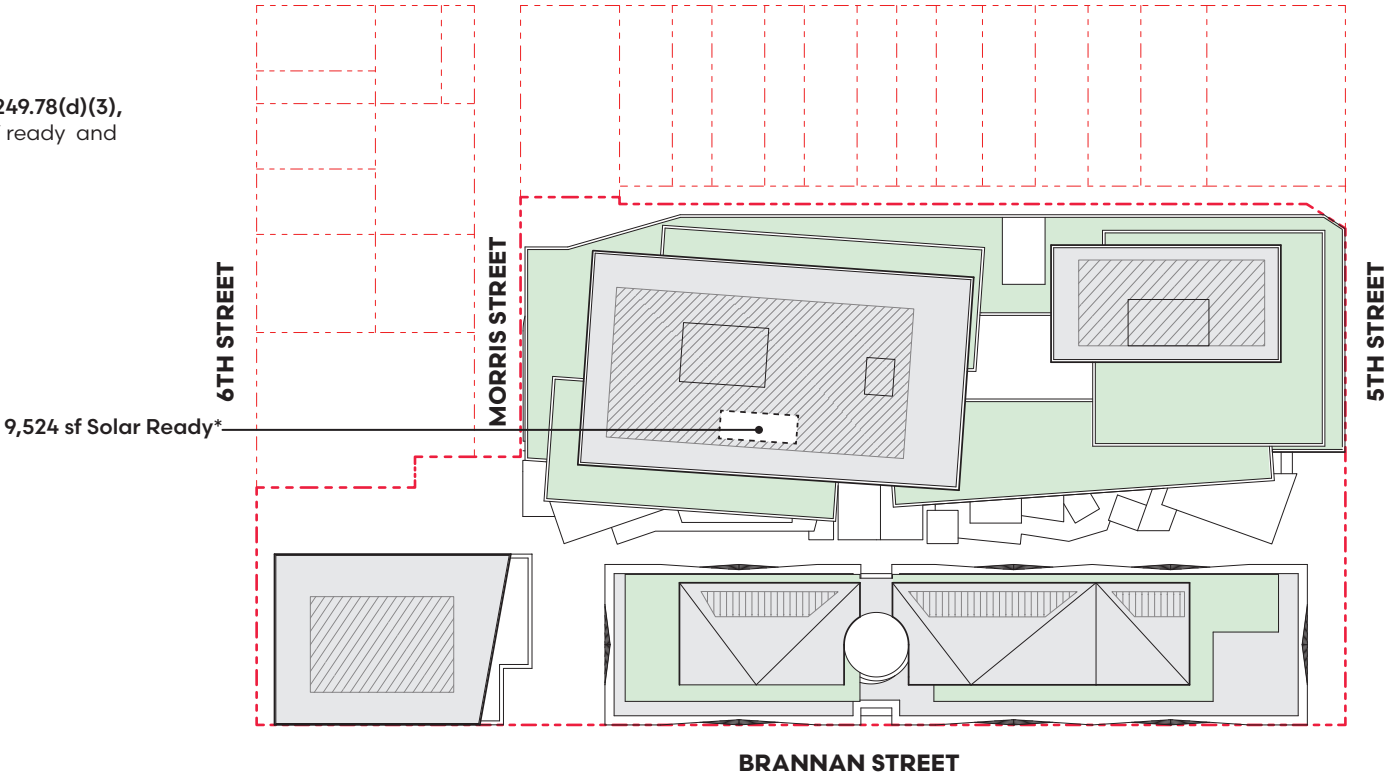 249.78(d)(3),
ready and
6TH STREET
MORRIS STREET
5TH STREET
9,524 sf Solar Ready*
BRANNAN STREET